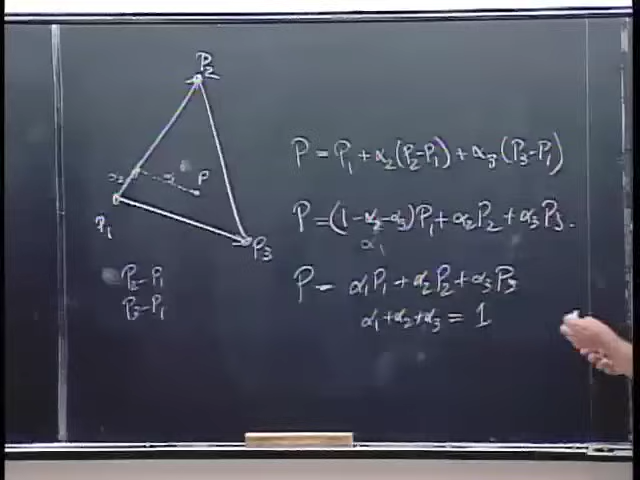 P₂
α₂
P
P₁
P₃
P₂-P₁
P₃-P₁
P = P₁ + α₂(P₂-P₁) + α₃(P₃-P₁)
P = (1-α₂-α₃)P₁ + α₂P₂ + α₃P₃.
α₁
P = α₁P₁ + α₂P₂ + α₃P₃
α₁+α₂+α₃ = 1